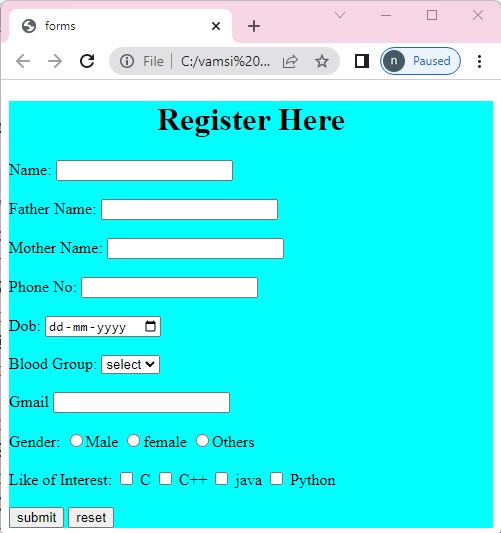 forms
File C:/vamsi%20... n Paused
Register Here
Name:
Father Name:
Mother Name:
Phone No:
Dob: dd-mm-yyyy
Blood Group: select
Gmail
Gender: Male female Others
Like of Interest: C C++ java Python
submit reset